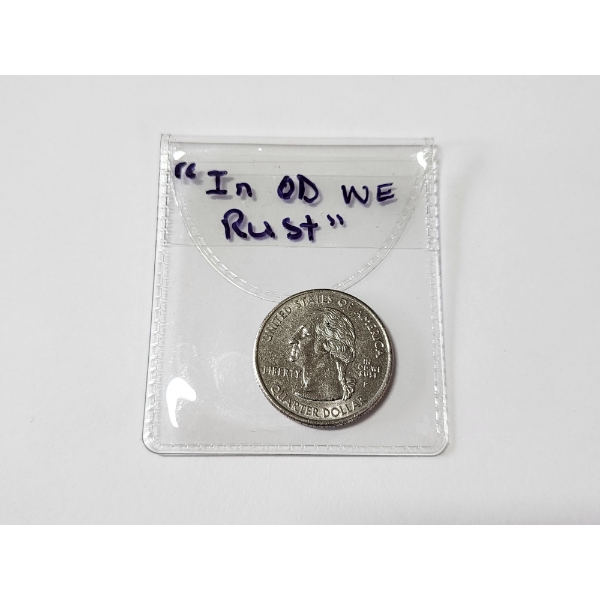 "In OD WE
Rust"
UNITED STATES OF AMERICA
LIBERTY
QUARTER DOLLAR